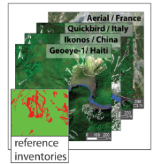 Aerial / France
Quickbird / Italy
Ikonos / China
Geoeye-1/ Haiti
reference
inventories